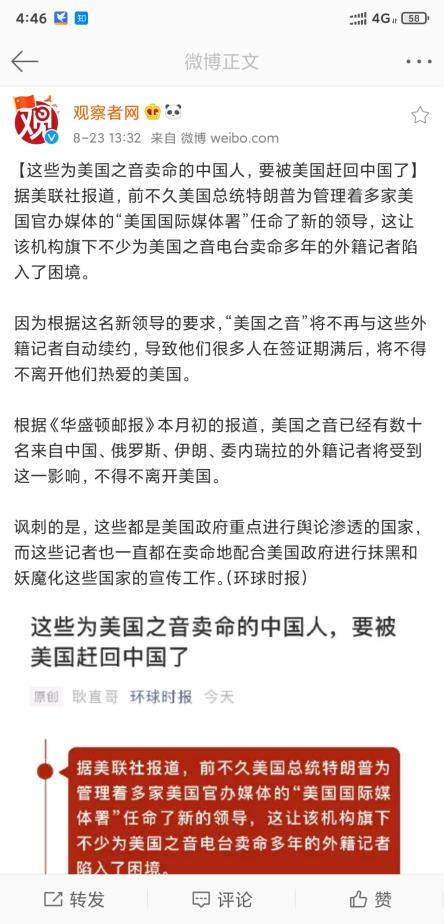 4:46 知 4G 58
微博正文
观
观察者网
8-23 13:32 来自 微博 weibo.com
【这些为美国之音卖命的中国人，要被美国赶回中国了】
据美联社报道，前不久美国总统特朗普为管理着多家美
国官办媒体的“美国国际媒体署”任命了新的领导，这让
该机构旗下不少为美国之音电台卖命多年的外籍记者陷
入了困境。
因为根据这名新领导的要求，“美国之音”将不再与这些外
籍记者自动续约，导致他们很多人在签证期满后，将不得
不离开他们热爱的美国。
根据《华盛顿邮报》本月初的报道，美国之音已经有数十
名来自中国、俄罗斯、伊朗、委内瑞拉的外籍记者将受到
这一影响，不得不离开美国。
讽刺的是，这些都是美国政府重点进行舆论渗透的国家，
而这些记者也一直都在卖命地配合美国政府进行抹黑和
妖魔化这些国家的宣传工作。（环球时报）
这些为美国之音卖命的中国人，要被
美国赶回中国了
原创 耿直哥 环球时报 今天
据美联社报道，前不久美国总统特朗普为
管理着多家美国官办媒体的“美国国际媒
体署”任命了新的领导，这让该机构旗下
不少为美国之音电台卖命多年的外籍记者
陷入了困境。
转发 评论 赞